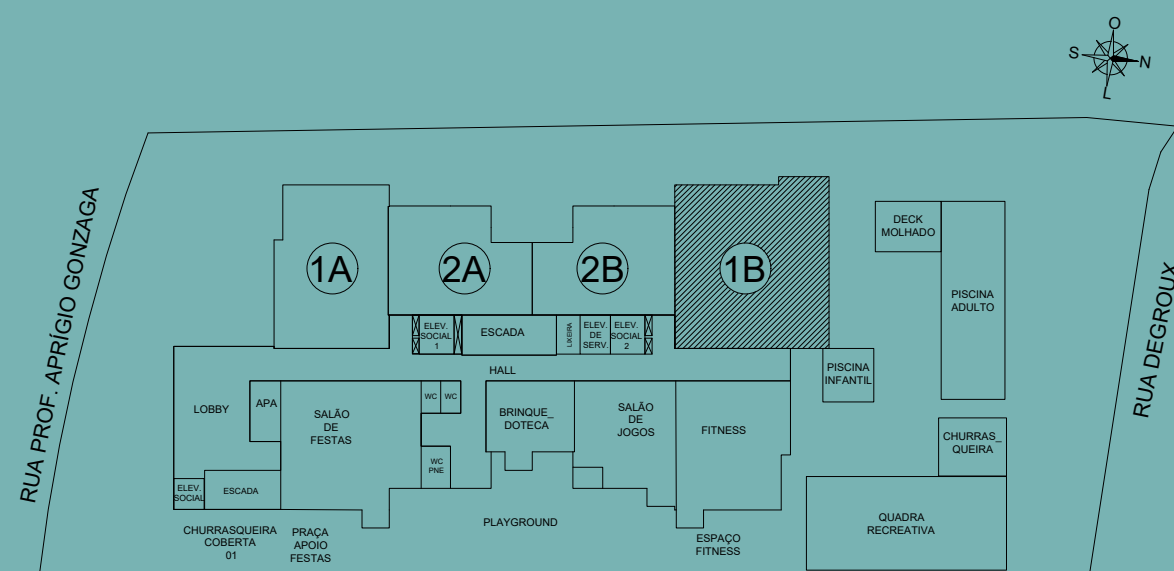 O
S
N
L
RUA PROF. APRÍGIO GONZAGA
1A
2A
2B
1B
DECK
MOLHADO
PISCINA
ADULTO
RUA DEGROUX
ELEV.
SOCIAL
1
ESCADA
LIXEIRA
ELEV.
DE
SERV.
ELEV.
SOCIAL
2
HALL
PISCINA
INFANTIL
LOBBY
APA
SALÃO
DE
FESTAS
WC
WC
WC
PNE
BRINQUE_
DOTECA
SALÃO
DE
JOGOS
FITNESS
CHURRAS_
QUEIRA
ELEV.
SOCIAL
ESCADA
CHURRASQUEIRA
COBERTA
01
PRAÇA
APOIO
FESTAS
PLAYGROUND
ESPAÇO
FITNESS
QUADRA
RECREATIVA